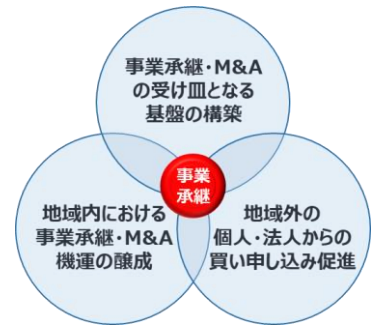 事業承継・M&A
の受け皿となる
基盤の構築
事業
承継
地域内における
事業承継・M&A
機運の醸成
地域外の
個人・法人からの
買い申し込み促進